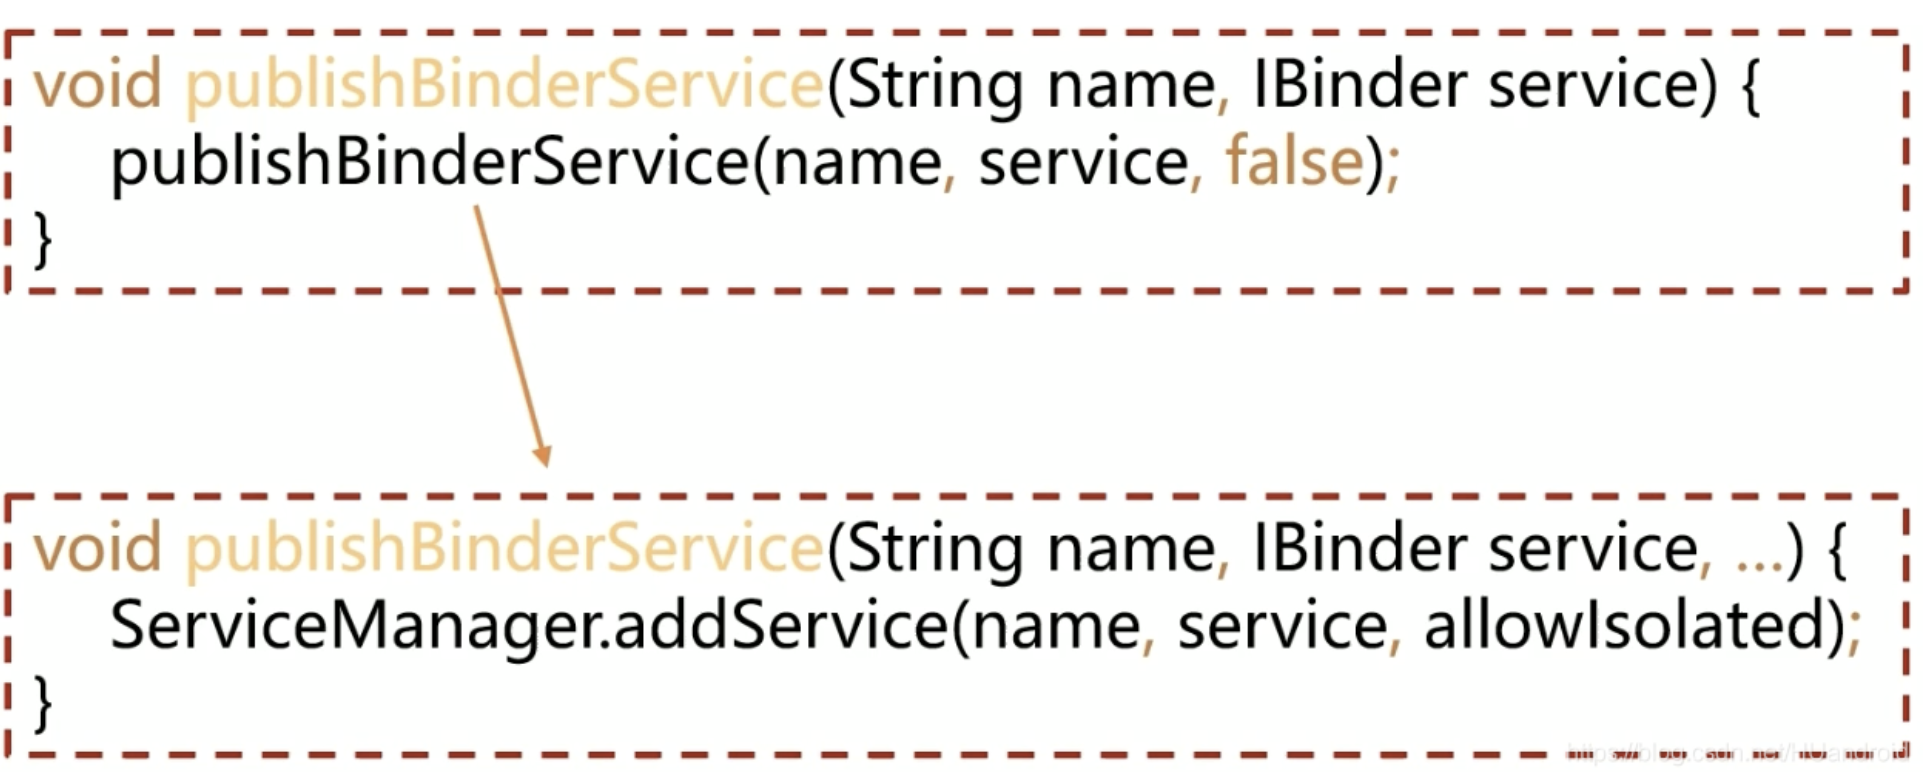 void publishBinderService(String name, IBinder service) {
publishBinderService(name, service, false);
}
void publishBinderService(String name, IBinder service, ...) {
ServiceManager.addService(name, service, allowIsolated);
}
https://blog.csdn.net/HUandroid